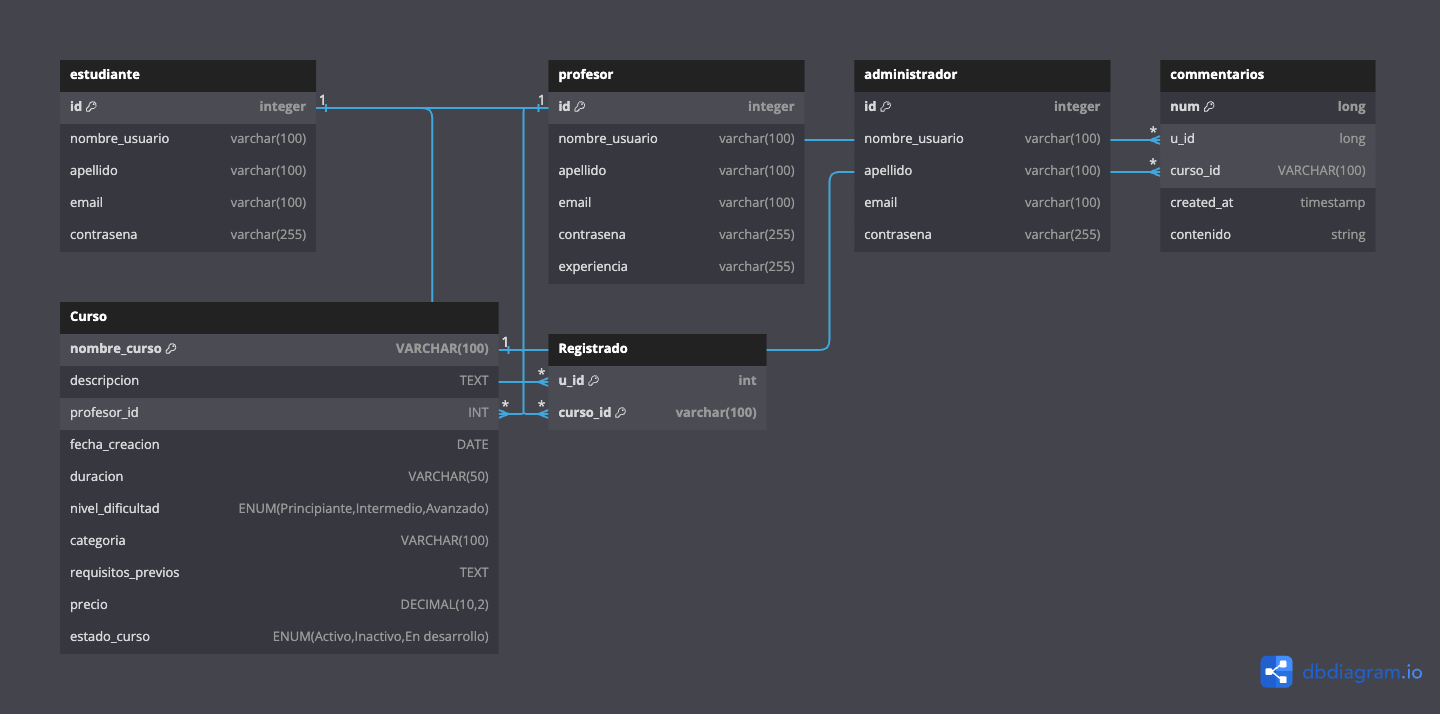 estudiante
id integer
nombre_usuario varchar(100)
apellido varchar(100)
email varchar(100)
contrasena varchar(255)
1
profesor
1
id integer
nombre_usuario varchar(100)
apellido varchar(100)
email varchar(100)
contrasena varchar(255)
experiencia varchar(255)
administrador
id integer
nombre_usuario varchar(100)
apellido varchar(100)
email varchar(100)
contrasena varchar(255)
commentarios
num long
* u_id long
* curso_id VARCHAR(100)
created_at timestamp
contenido string
Curso
nombre_curso VARCHAR(100) 1
descripcion TEXT
profesor_id INT *
fecha_creacion DATE
duracion VARCHAR(50)
nivel_dificultad ENUM(Principiante,Intermedio,Avanzado)
categoria VARCHAR(100)
requisitos_previos TEXT
precio DECIMAL(10,2)
estado_curso ENUM(Activo,Inactivo,En desarrollo)
Registrado
* u_id int
* curso_id varchar(100)
dbdiagram.io